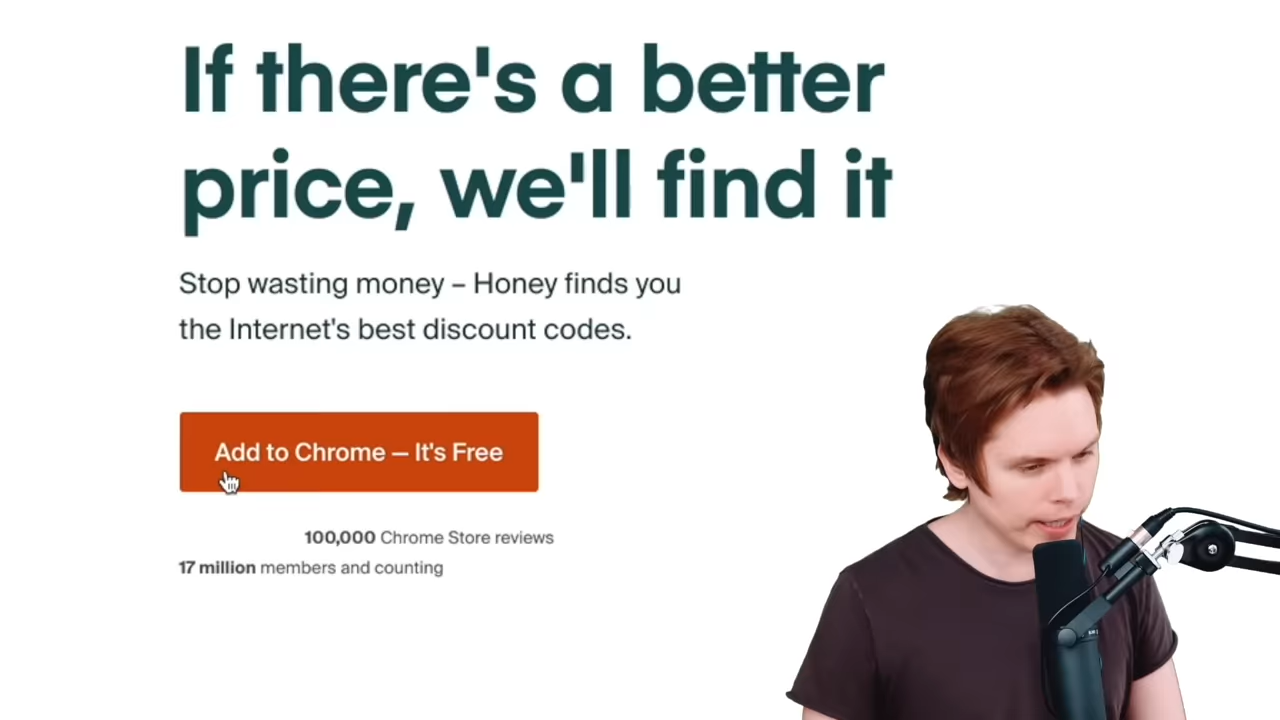 If there's a better
price, we'll find it
Stop wasting money – Honey finds you
the Internet's best discount codes.
Add to Chrome – It's Free
100,000 Chrome Store reviews
17 million members and counting